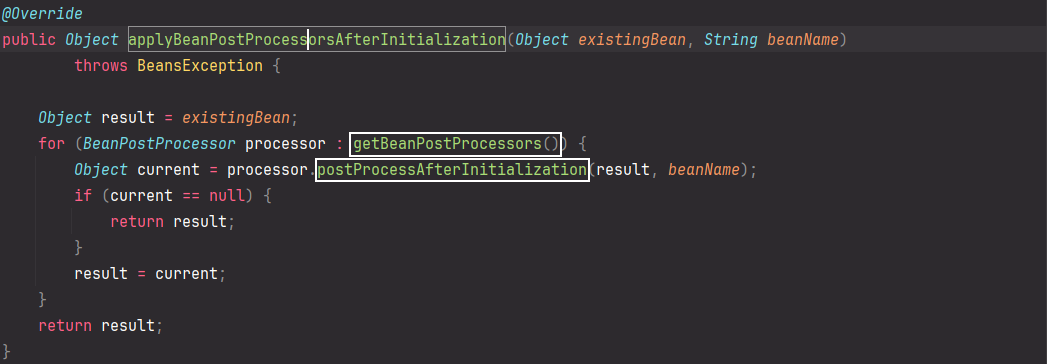 @Override
public Object applyBeanPostProcessorsAfterInitialization(Object existingBean, String beanName)
        throws BeansException {

    Object result = existingBean;
    for (BeanPostProcessor processor : getBeanPostProcessors()) {
        Object current = processor.postProcessAfterInitialization(result, beanName);
        if (current == null) {
            return result;
        }
        result = current;
    }
    return result;
}